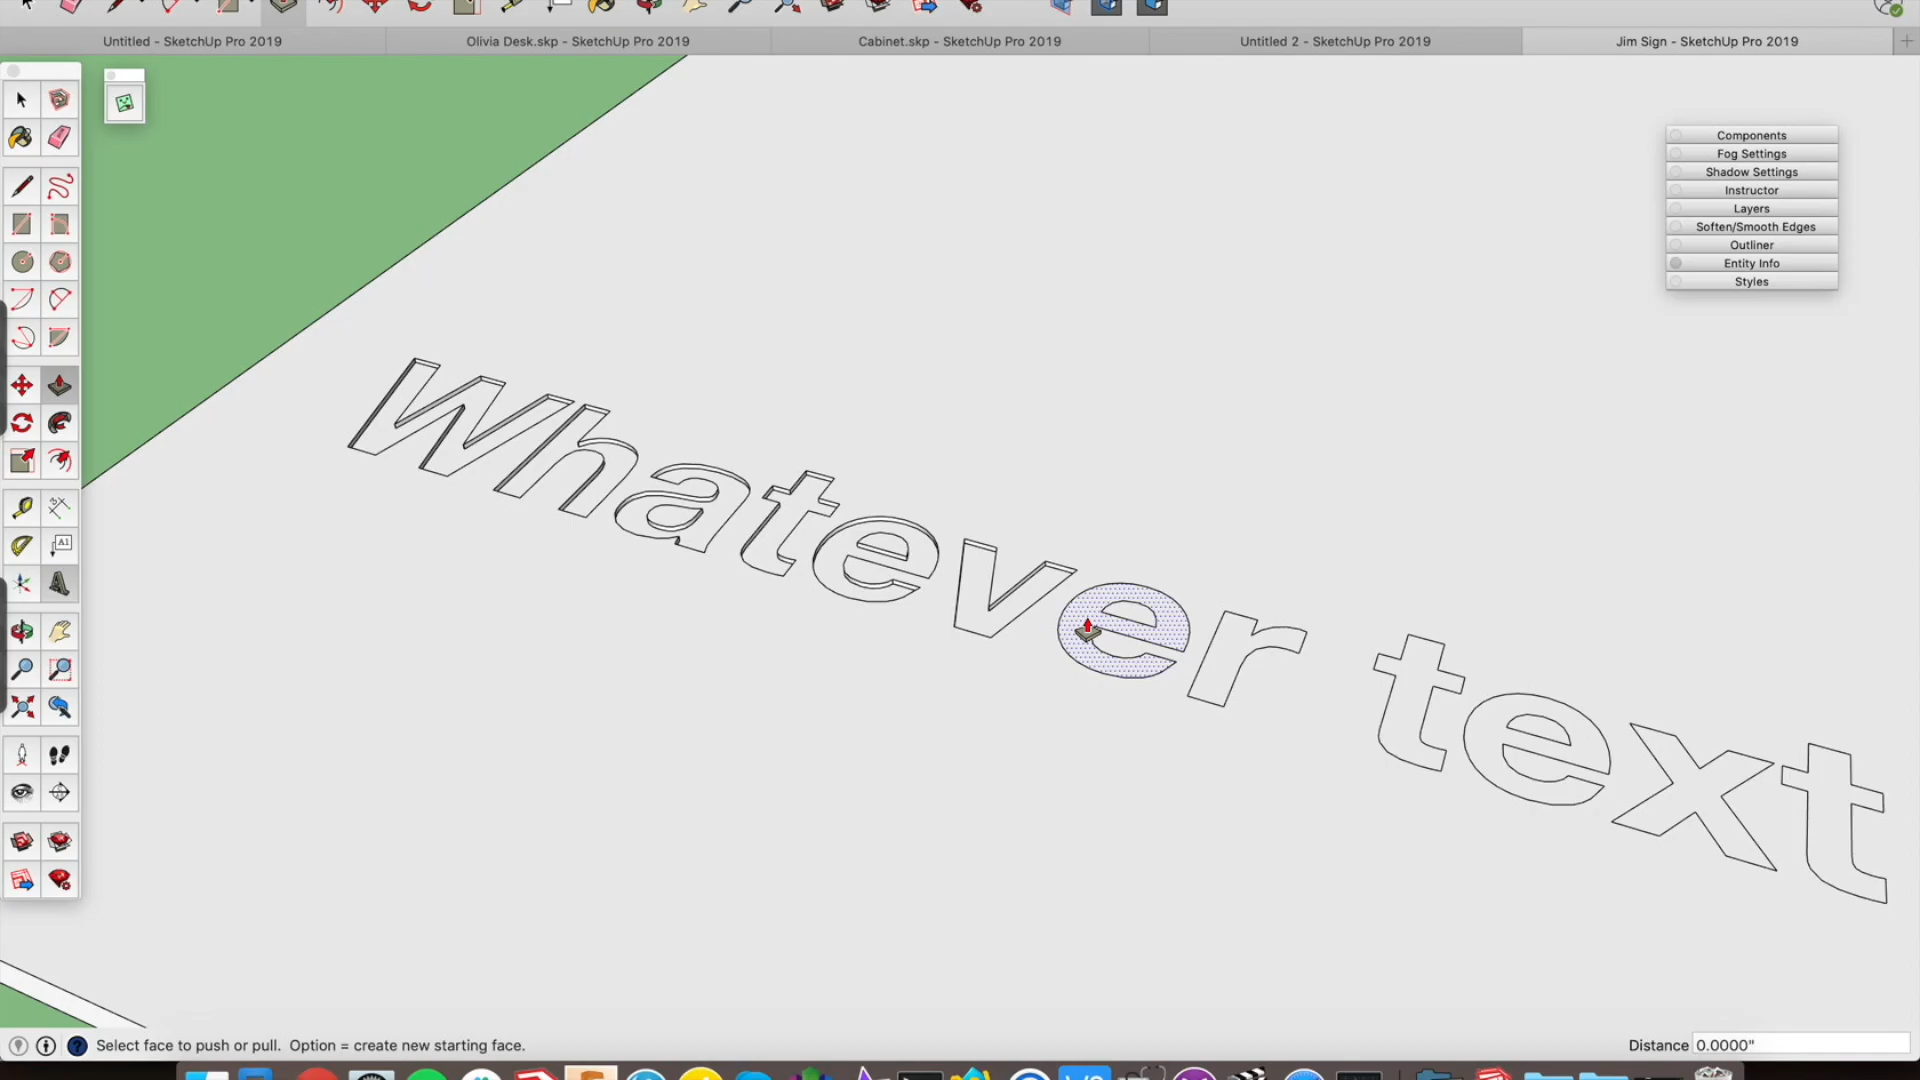 Untitled - SketchUp Pro 2019
Olivia Desk.skp - SketchUp Pro 2019
Cabinet.skp - SketchUp Pro 2019
Untitled 2 - SketchUp Pro 2019
Jim Sign - SketchUp Pro 2019
Components
Fog Settings
Shadow Settings
Instructor
Layers
Soften/Smooth Edges
Outliner
Entity Info
Styles
A1
Whatever text
Select face to push or pull. Option = create new starting face.
Distance 0.0000"